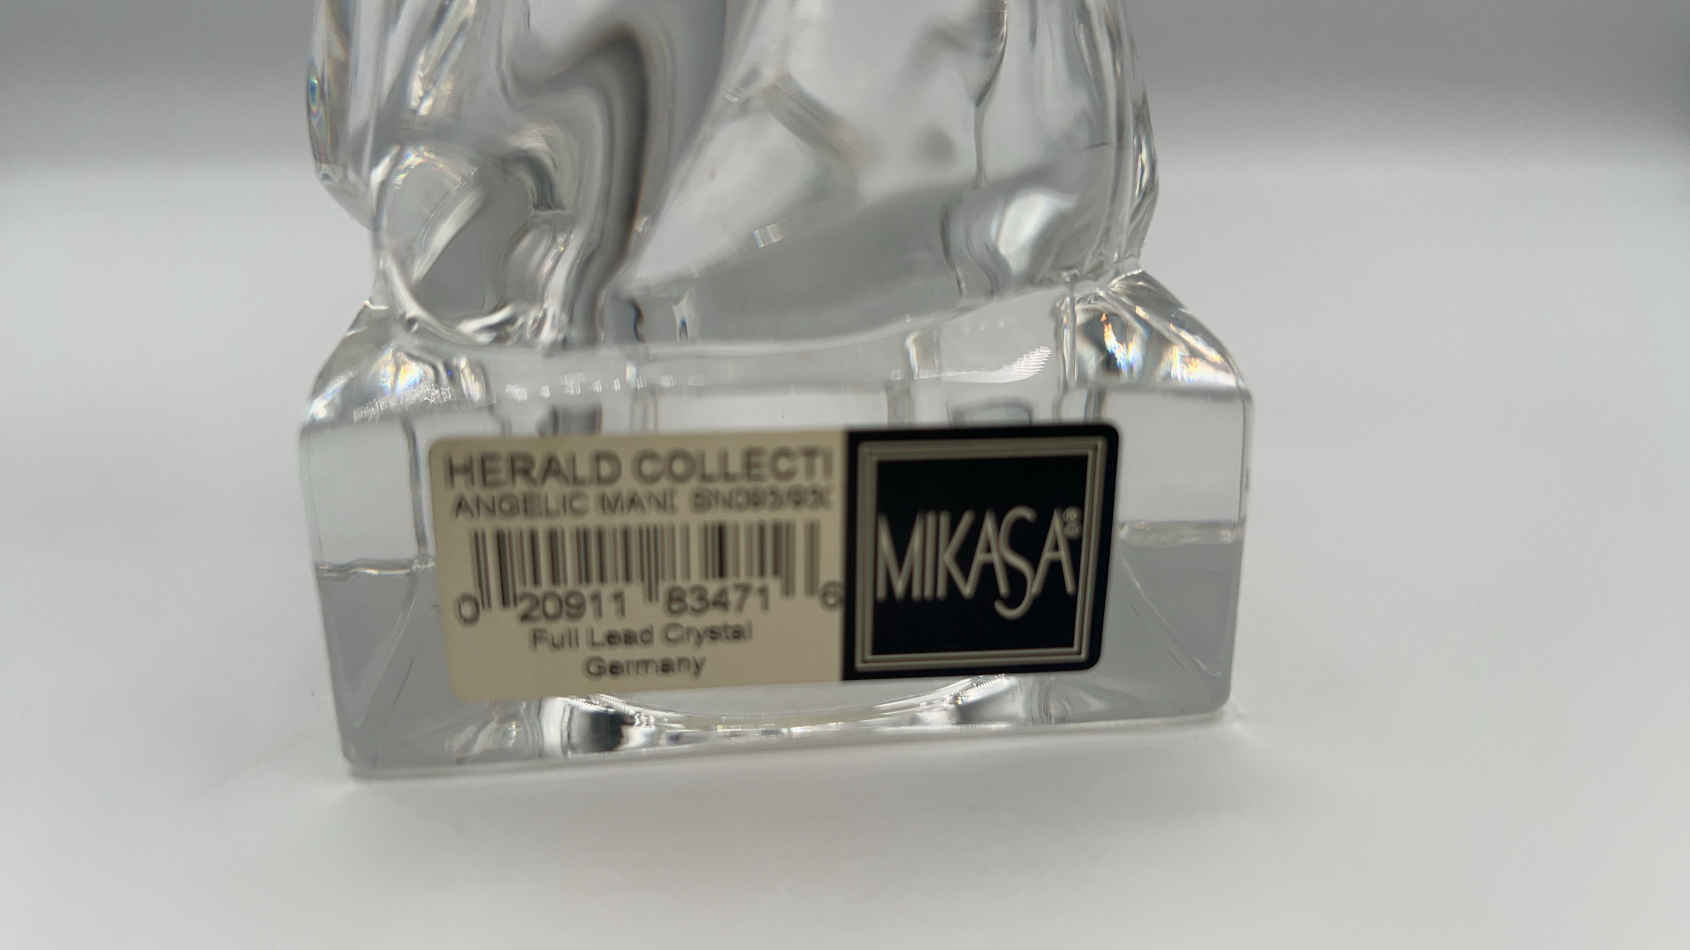 HERALD COLLECTI
ANGELIC MANI
0 20911 83471 6
Full Lead Crystal
Germany
MIKASA®